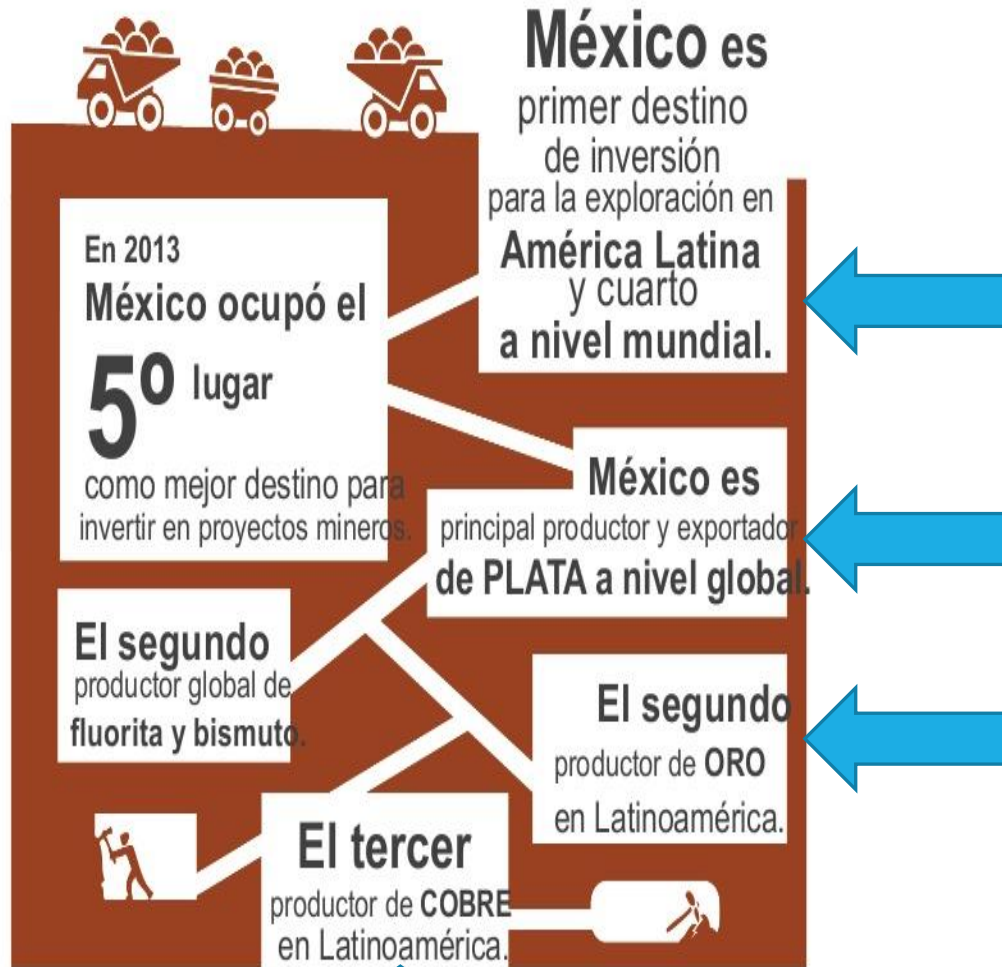 México es
primer destino
de inversión
para la exploración en
América Latina
y cuarto
a nivel mundial.
En 2013
México ocupó el
5º lugar
como mejor destino para
invertir en proyectos mineros.
México es
principal productor y exportador
de PLATA a nivel global.
El segundo
productor global de
fluorita y bismuto.
El segundo
productor de ORO
en Latinoamérica.
El tercer
productor de COBRE
en Latinoamérica.